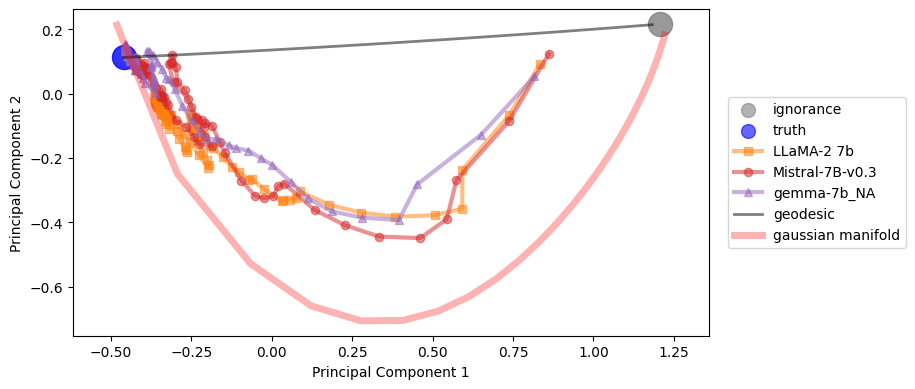 0.2
0.0
−0.2
−0.4
−0.6
Principal Component 2
−0.50
−0.25
0.00
0.25
0.50
0.75
1.00
1.25
Principal Component 1
ignorance
truth
LLaMA-2 7b
Mistral-7B-v0.3
gemma-7b_NA
geodesic
gaussian manifold